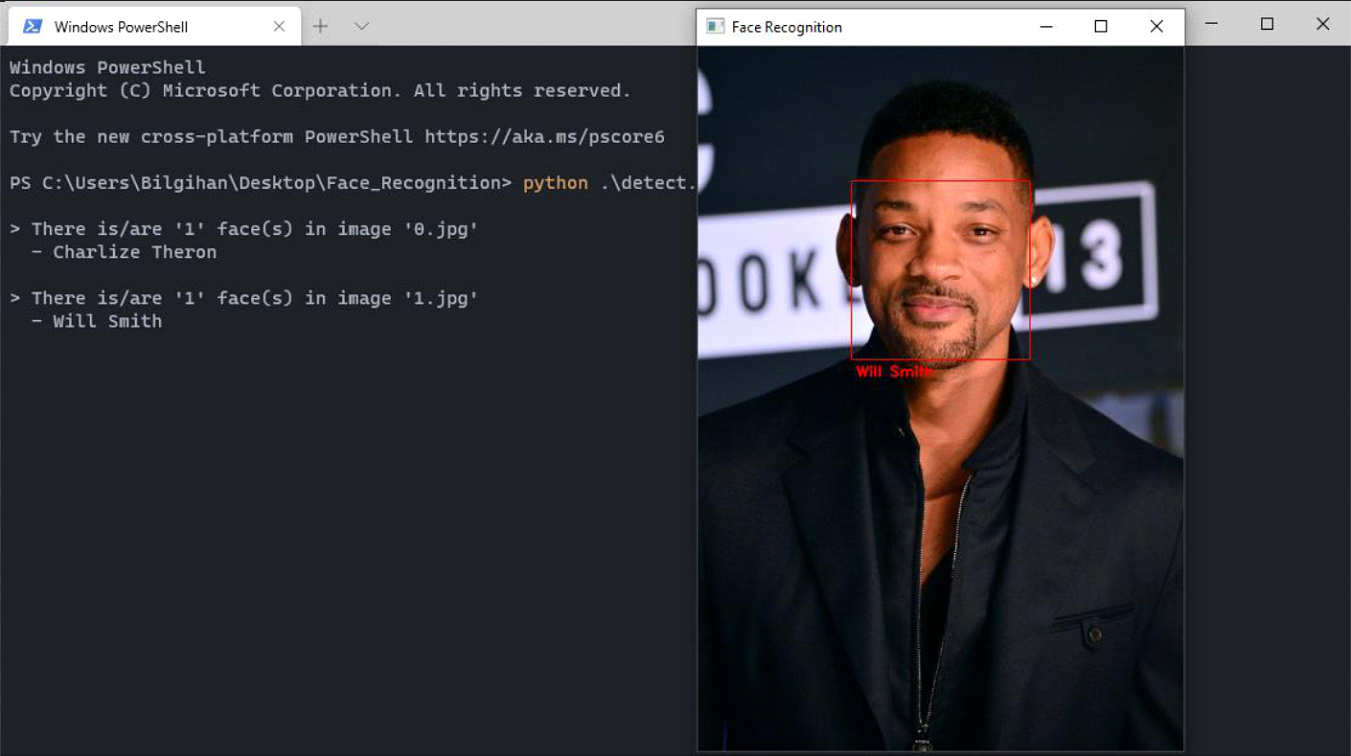 Windows PowerShell
Face Recognition
Windows PowerShell
Copyright (C) Microsoft Corporation. All rights reserved.
Try the new cross-platform PowerShell https://aka.ms/pscore6
PS C:\Users\Bilgihan\Desktop\Face_Recognition> python .\detect.
> There is/are '1' face(s) in image '0.jpg'
- Charlize Theron
> There is/are '1' face(s) in image '1.jpg'
- Will Smith
OOK
13
Will Smith